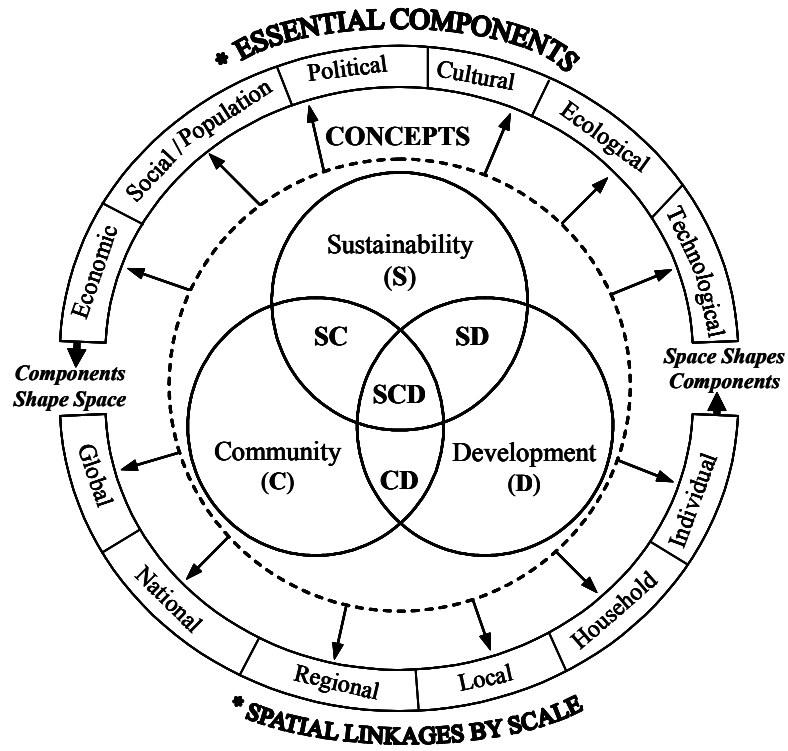 * ESSENTIAL COMPONENTS
Economic
Social / Population
Political
Cultural
Ecological
Technological
CONCEPTS
Sustainability
(S)
SC
SD
SCD
Components
Shape Space
Space Shapes
Components
Community
(C)
CD
Development
(D)
Global
National
Regional
Local
Household
Individual
* SPATIAL LINKAGES BY SCALE